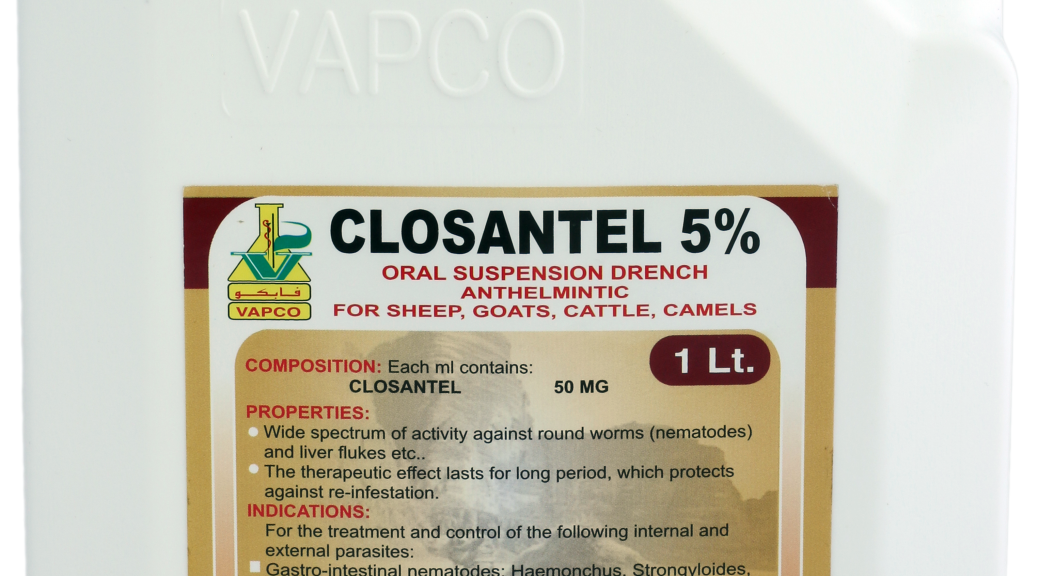 VAPCO
CLOSANTEL 5%
ORAL SUSPENSION DRENCH
ANTHELMINTIC
FOR SHEEP, GOATS, CATTLE, CAMELS
فابكو
VAPCO
1 Lt.
COMPOSITION: Each ml contains:
CLOSANTEL 50 MG
PROPERTIES:
Wide spectrum of activity against round worms (nematodes)
and liver flukes etc..
The therapeutic effect lasts for long period, which protects
against re-infestation.
INDICATIONS:
For the treatment and control of the following internal and
external parasites:
Gastro-intestinal nematodes: Haemonchus, Strongyloides,